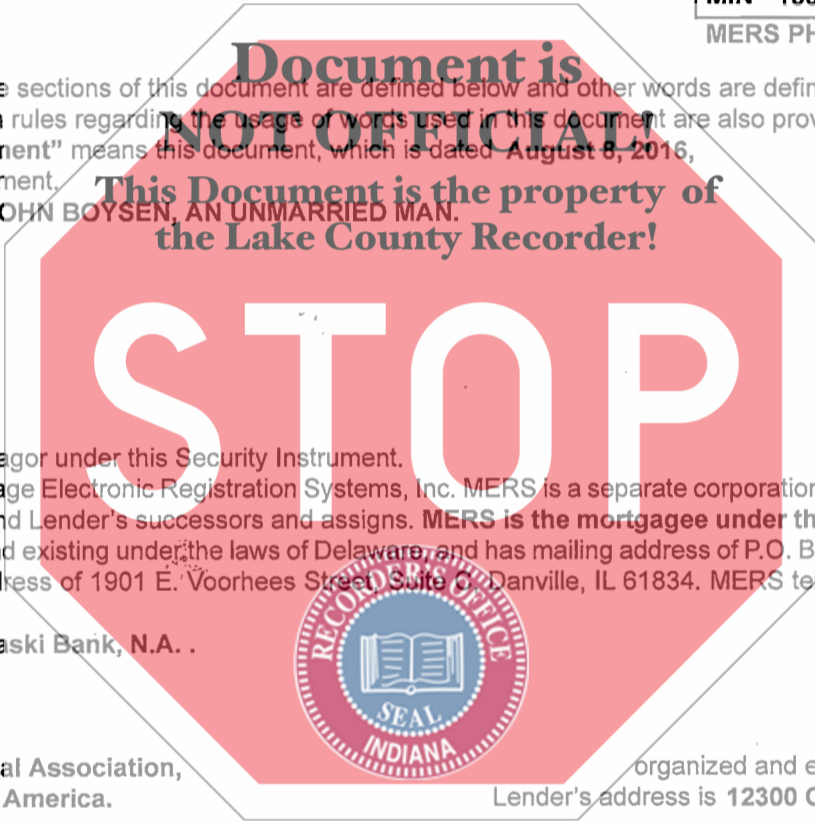 MERS PH
Document is
e sections of this document are defined below and other words are defin
rules regarding the usage of words used in this document are also prov
NOT OFFICIAL!
nent” means this document, which is dated August 8, 2016,
ment.
This Document is the property of
OHN BOYSEN, AN UNMARRIED MAN.
the Lake County Recorder!
STOP
agor under this Security Instrument.
age Electronic Registration Systems, Inc. MERS is a separate corporation
nd Lender's successors and assigns. MERS is the mortgagee under th
d existing under the laws of Delaware, and has mailing address of P.O. B
ress of 1901 E. Voorhees Street, Suite C, Danville, IL 61834. MERS tel
aski Bank, N.A. .
RECORDER'S OFFICE
SEAL
INDIANA
al Association,
organized and e
America.
Lender's address is 12300 O